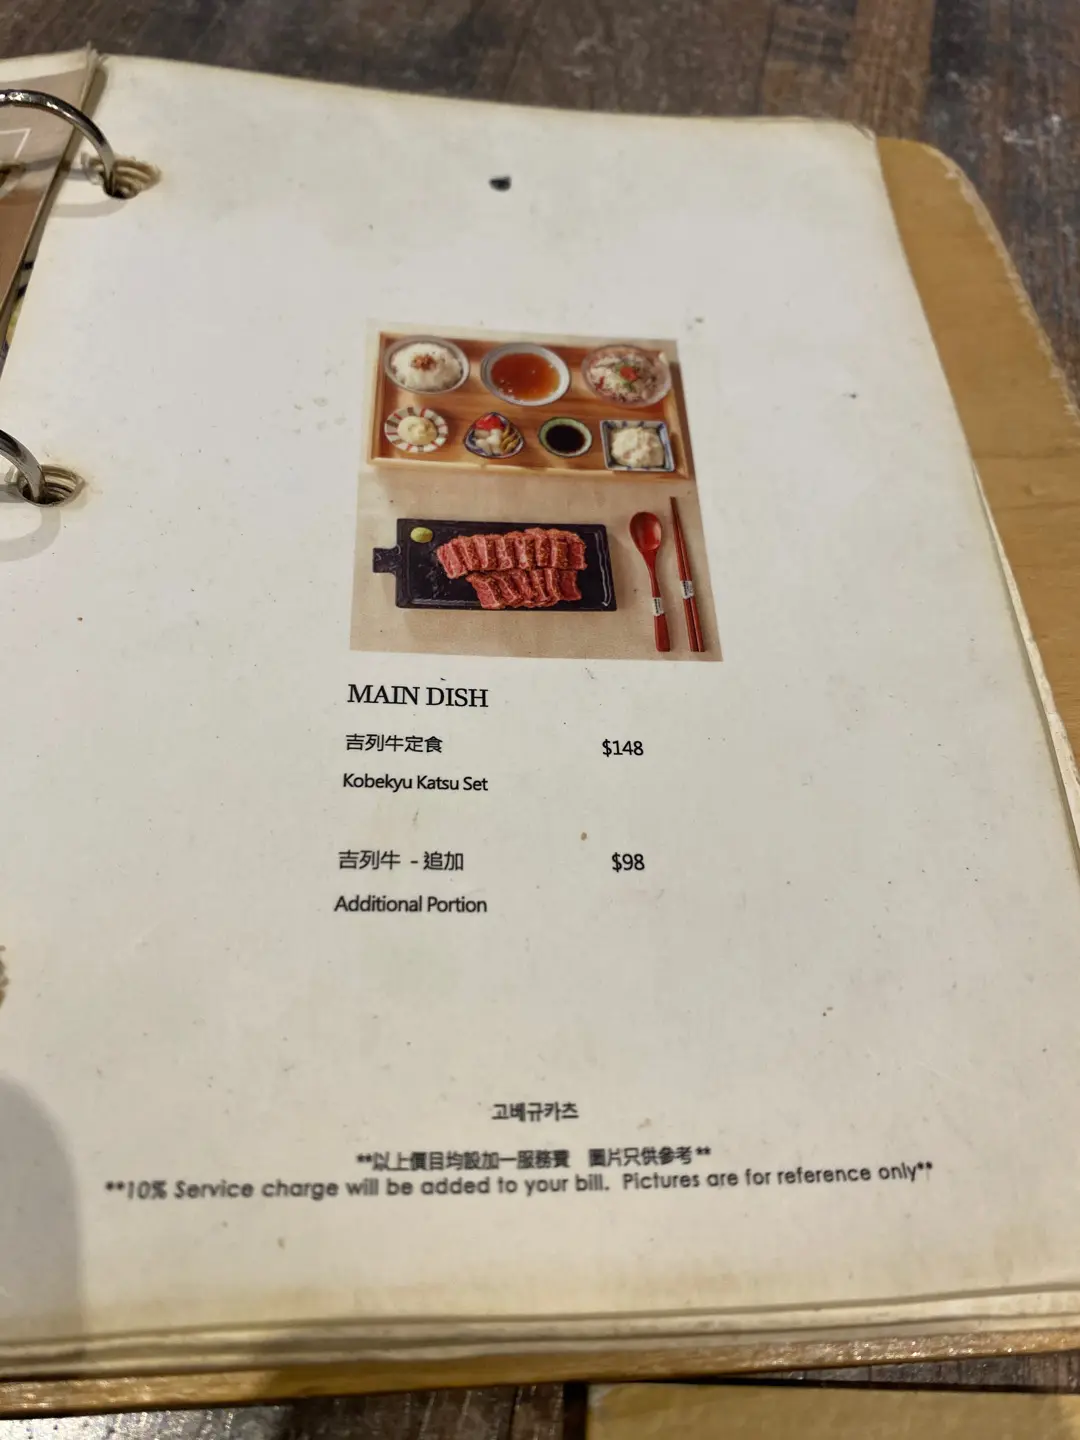 MAIN DISH
吉列牛定食 $148
Kobekyu Katsu Set
吉列牛 - 追加 $98
Additional Portion
고베규카츠
**以上價目均設加一服務費 圖片只供參考**
**10% Service charge will be added to your bill. Pictures are for reference only**